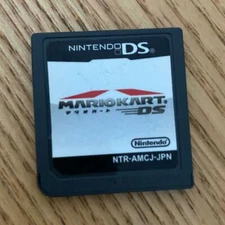 NINTENDO DS
MARIOKART
マリオカート DS
Nintendo
NTR-AMCJ-JPN